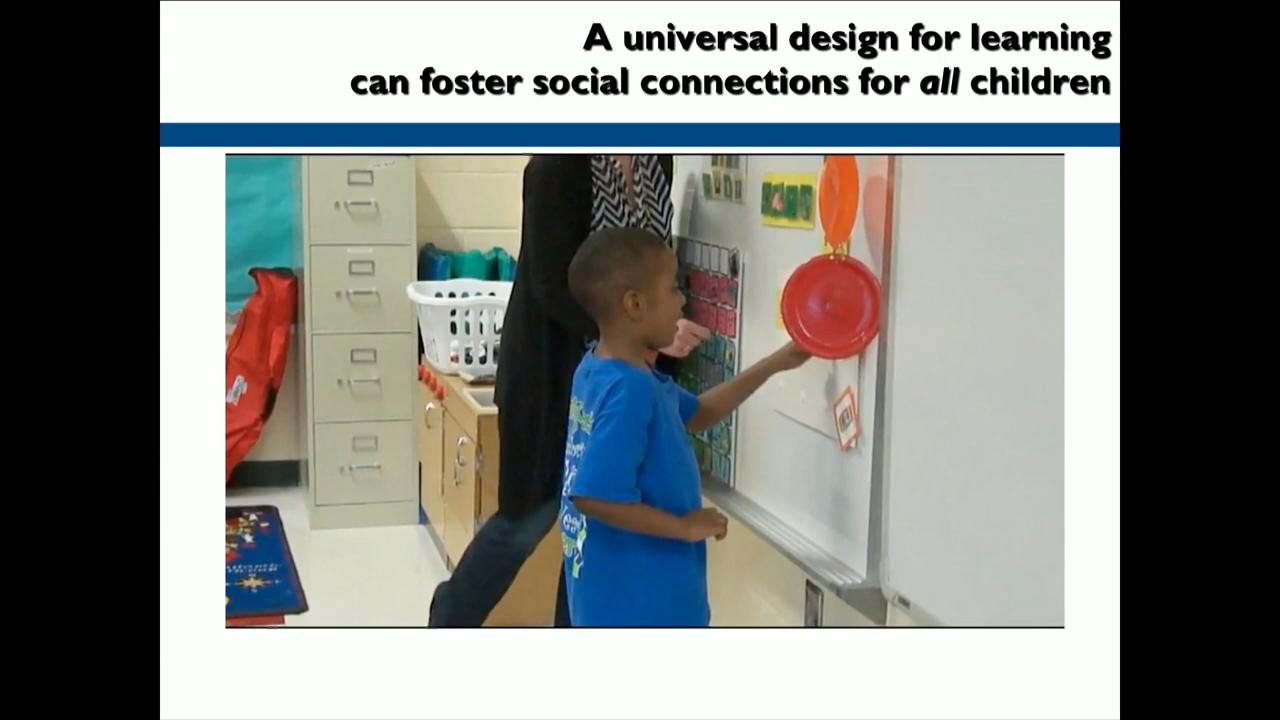 A universal design for learning
can foster social connections for all children